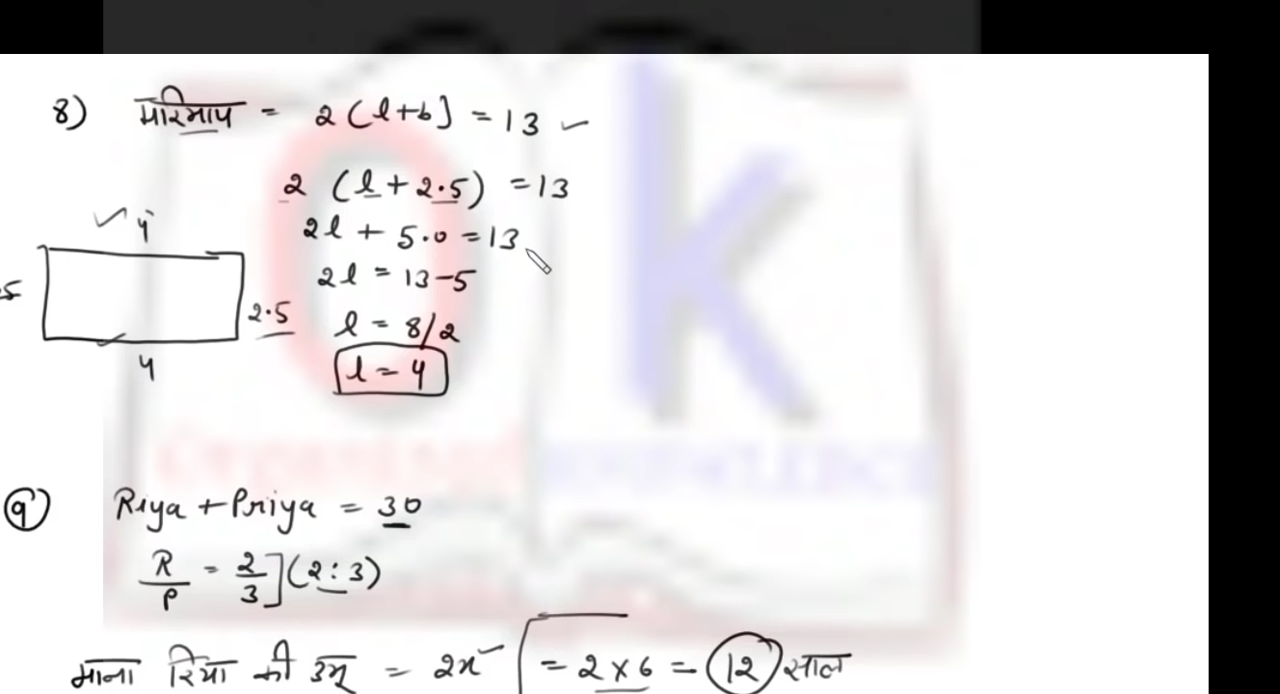 8) परिमाप = 2(l+b] = 13 ✓
2 (l + 2.5) = 13
✓ 4
2l + 5.0 = 13
2l = 13-5
2.5
l = 8/2
4
l = 4
9) Riya + Priya = 30
R/P = 2/3 ] (2:3)
माना रिया की उम्र = 2x = 2 x 6 = 12 साल